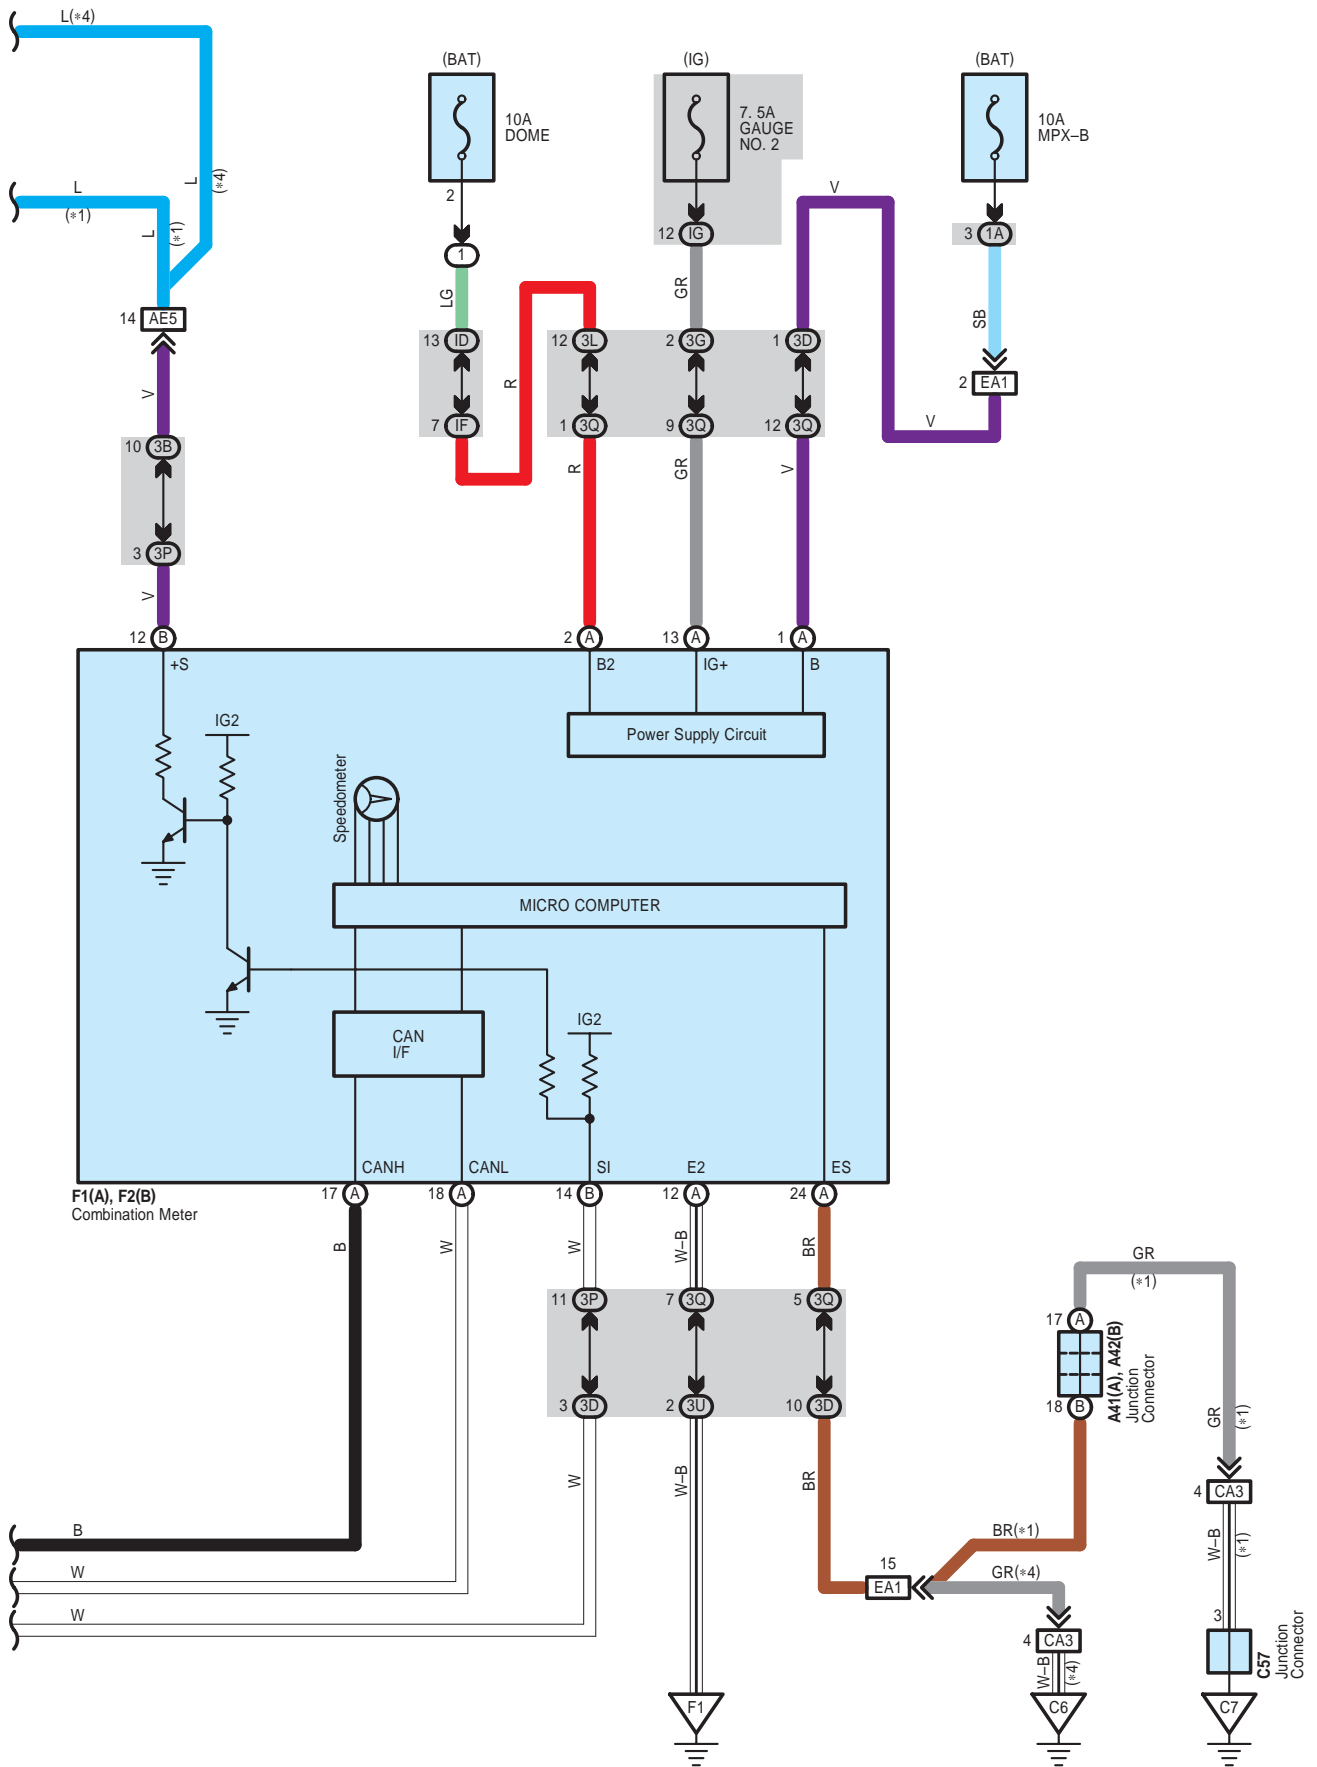 L(*4)
(BAT)
(IG)
(BAT)
10A
DOME
7. 5A
GAUGE
NO. 2
10A
MPX–B
L
(*4)
L
(*1)
L
(*1)
V
2
1
12 IG
3 1A
LG
GR
SB
14 AE5
13 ID
12 3L
2 3G
1 3D
R
2 EA1
V
V
7 IF
1 3Q
9 3Q
12 3Q
10 3B
R
GR
V
3 3P
V
12 B
2 A
13 A
1 A
+S
B2
IG+
B
IG2
Power Supply Circuit
Speedometer
MICRO COMPUTER
CAN
I/F
IG2
CANH
CANL
SI
E2
ES
F1(A), F2(B)
Combination Meter
17 A
18 A
14 B
12 A
24 A
B
W
W
W–B
BR
GR
(*1)
11 3P
7 3Q
5 3Q
17 A
A41(A), A42(B)
Junction
Connector
3 3D
2 3U
10 3D
18 B
GR
(*1)
W
W–B
BR
4 CA3
B
BR(*1)
W–B
(*1)
W
15
EA1
GR(*4)
W
3
4 CA3
C57
Junction
Connector
W–B
(*4)
F1
C6
C7